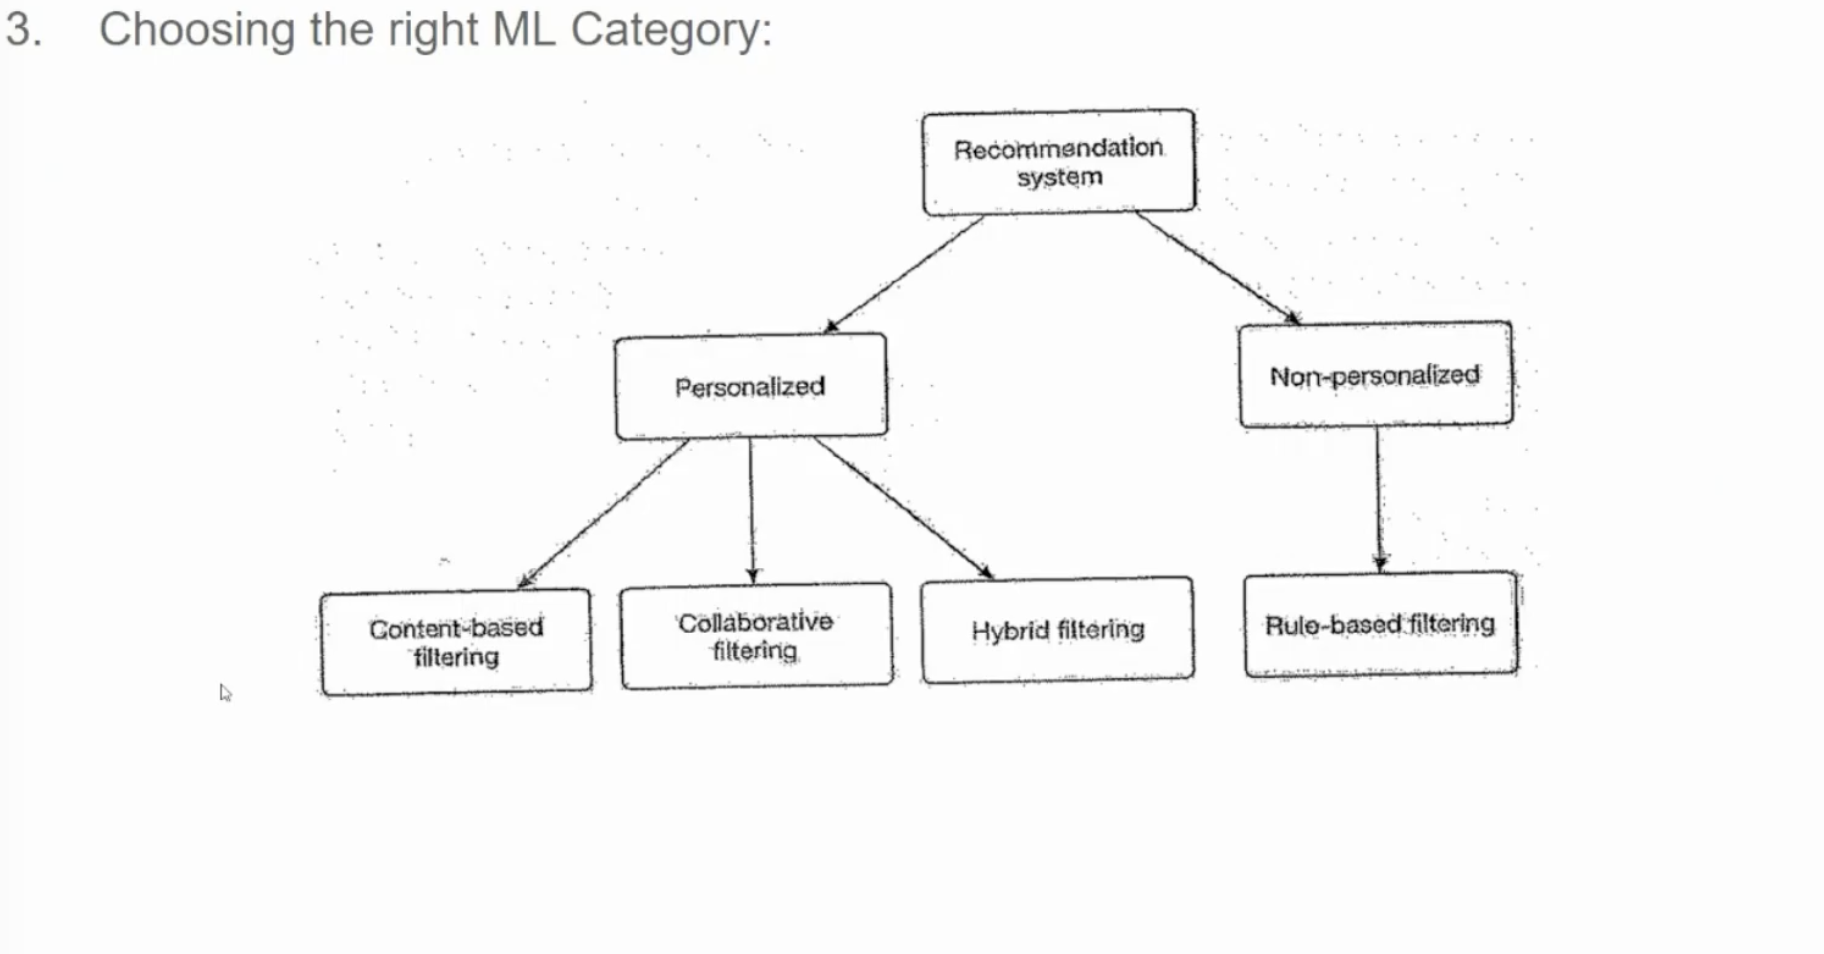 3. Choosing the right ML Category:
Recommendation
system
Personalized
Non-personalized
Content-based
filtering
Collaborative
filtering
Hybrid filtering
Rule-based filtering